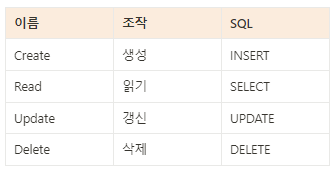 이름 조작 SQL
Create 생성 INSERT
Read 읽기 SELECT
Update 갱신 UPDATE
Delete 삭제 DELETE